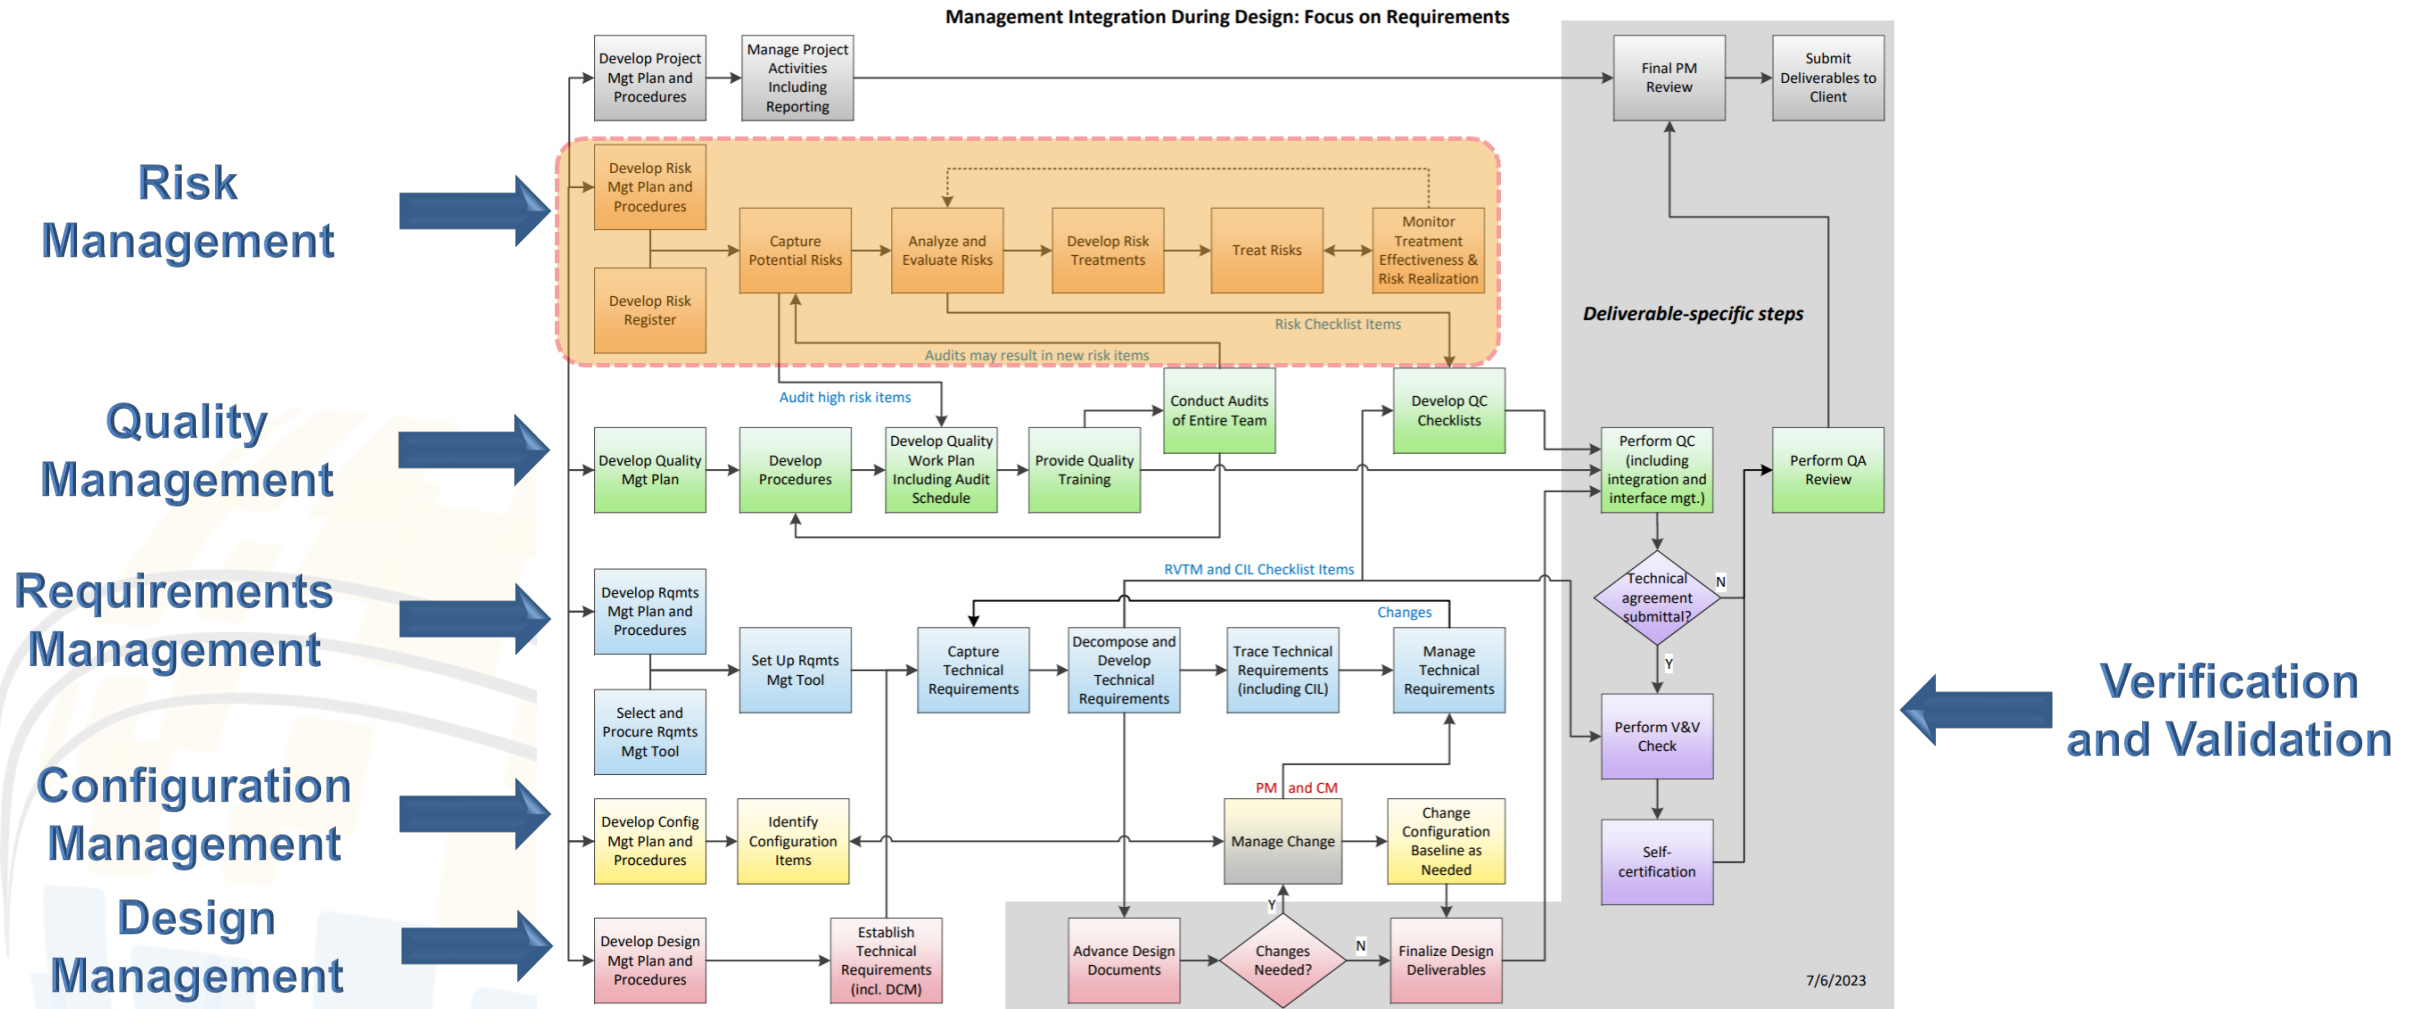 Management Integration During Design: Focus on Requirements
Develop Project
Mgt Plan and
Procedures
Manage Project
Activities
Including
Reporting
Final PM
Review
Submit
Deliverables to
Client
Risk
Management
Develop Risk
Mgt Plan and
Procedures
Develop Risk
Register
Capture
Potential Risks
Analyze and
Evaluate Risks
Develop Risk
Treatments
Treat Risks
Monitor
Treatment
Effectiveness &
Risk Realization
Risk Checklist Items
Audits may result in new risk items
Deliverable-specific steps
Quality
Management
Audit high risk items
Develop Quality
Mgt Plan
Develop
Procedures
Develop Quality
Work Plan
Including Audit
Schedule
Provide Quality
Training
Conduct Audits
of Entire Team
Develop QC
Checklists
Perform QC
(including
integration and
interface mgt.)
Perform QA
Review
Requirements
Management
Develop Rqmts
Mgt Plan and
Procedures
Select and
Procure Rqmts
Mgt Tool
Set Up Rqmts
Mgt Tool
Capture
Technical
Requirements
Decompose and
Develop
Technical
Requirements
Trace Technical
Requirements
(including CIL)
Manage
Technical
Requirements
RVTM and CIL Checklist Items
Changes
Technical
agreement
submittal?
N
Y
Perform V&V
Check
Self-
certification
Verification
and Validation
Configuration
Management
Develop Config
Mgt Plan and
Procedures
Identify
Configuration
Items
PM and CM
Manage Change
Change
Configuration
Baseline as
Needed
Design
Management
Develop Design
Mgt Plan and
Procedures
Establish
Technical
Requirements
(incl. DCM)
Advance Design
Documents
Y
Changes
Needed?
N
Finalize Design
Deliverables
7/6/2023